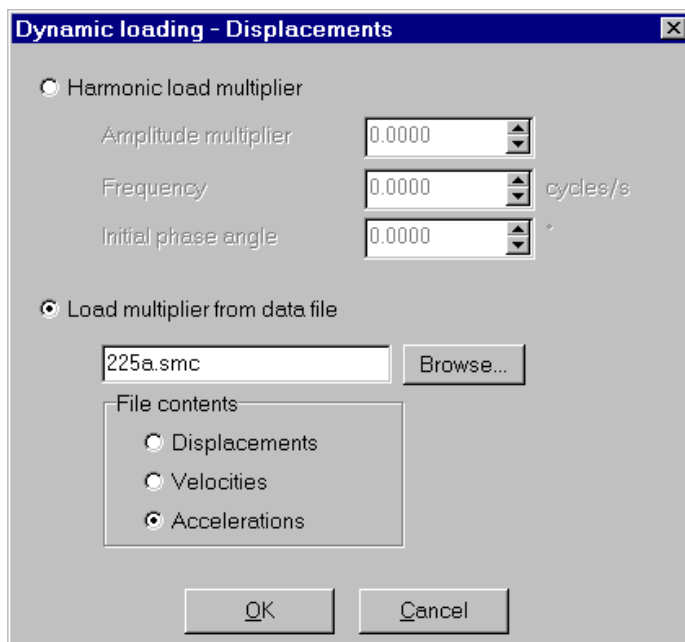 Dynamic loading - Displacements
Harmonic load multiplier
Amplitude multiplier 0.0000
Frequency 0.0000 cycles/s
Initial phase angle 0.0000 °
Load multiplier from data file
225a.smc Browse...
File contents
Displacements
Velocities
Accelerations
OK Cancel